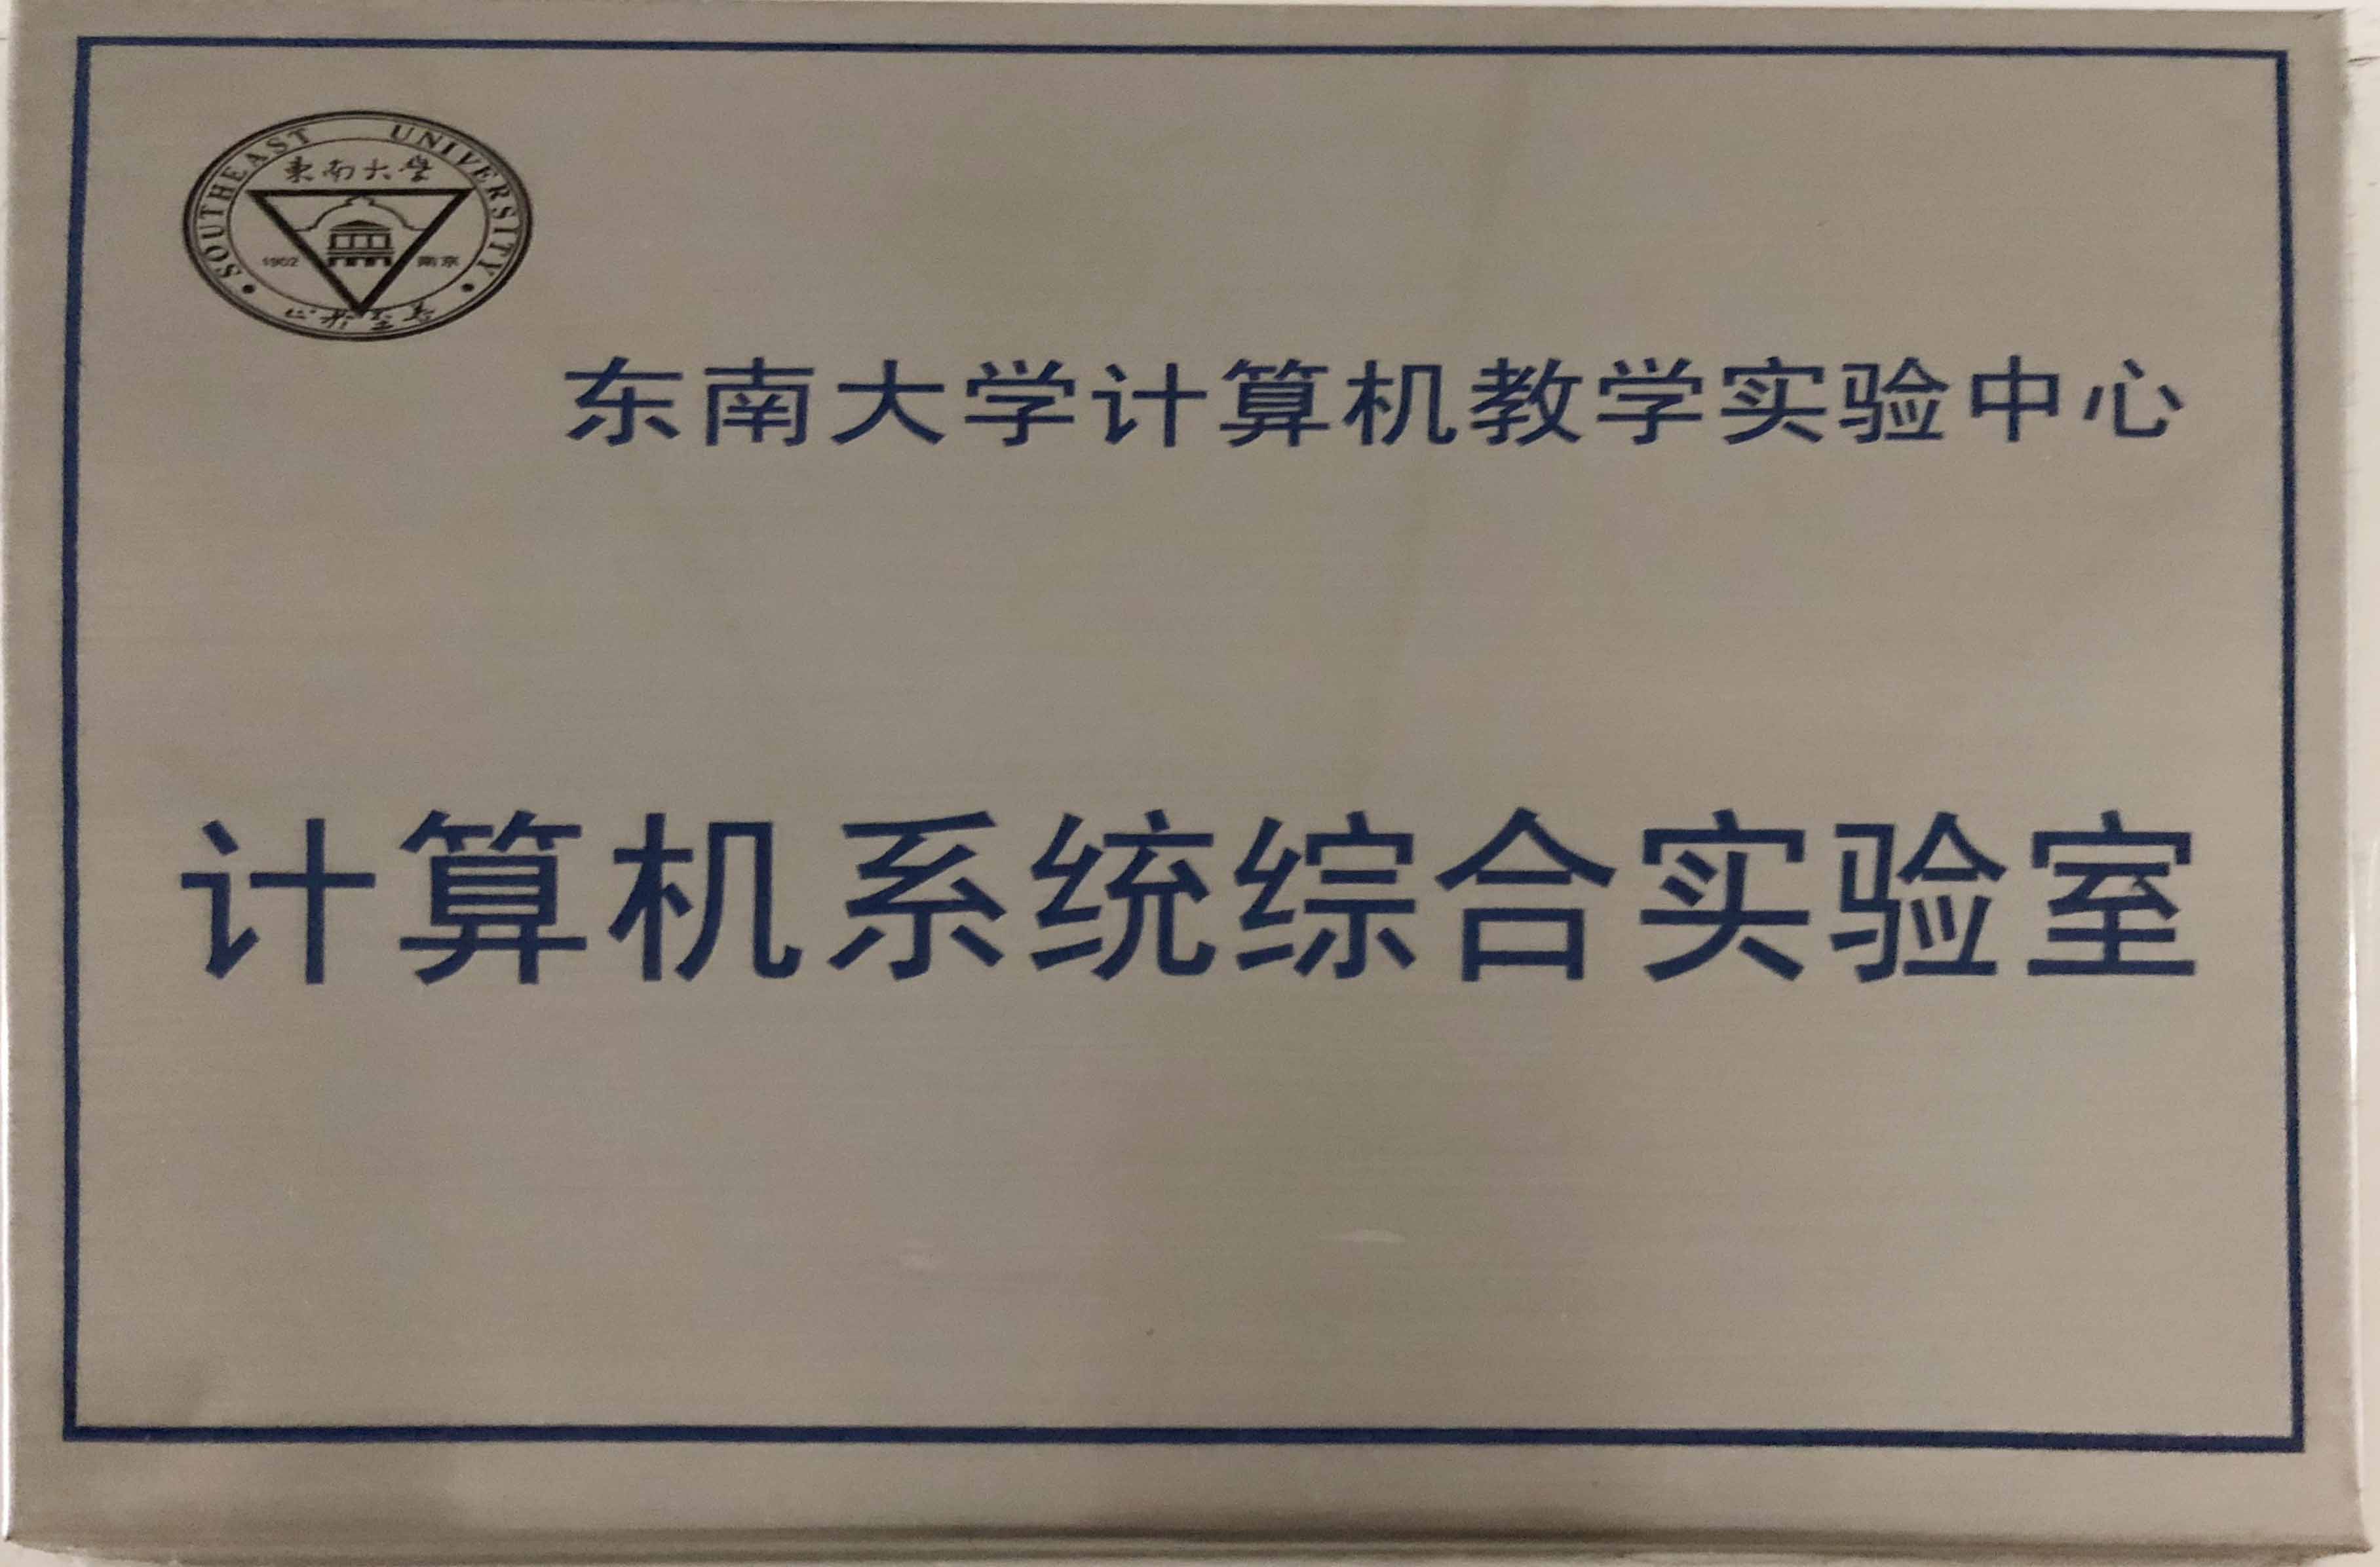 SOUTHEAST UNIVERSITY
東南大學
1902 南京
止於至善
东南大学计算机教学实验中心
计算机系统综合实验室